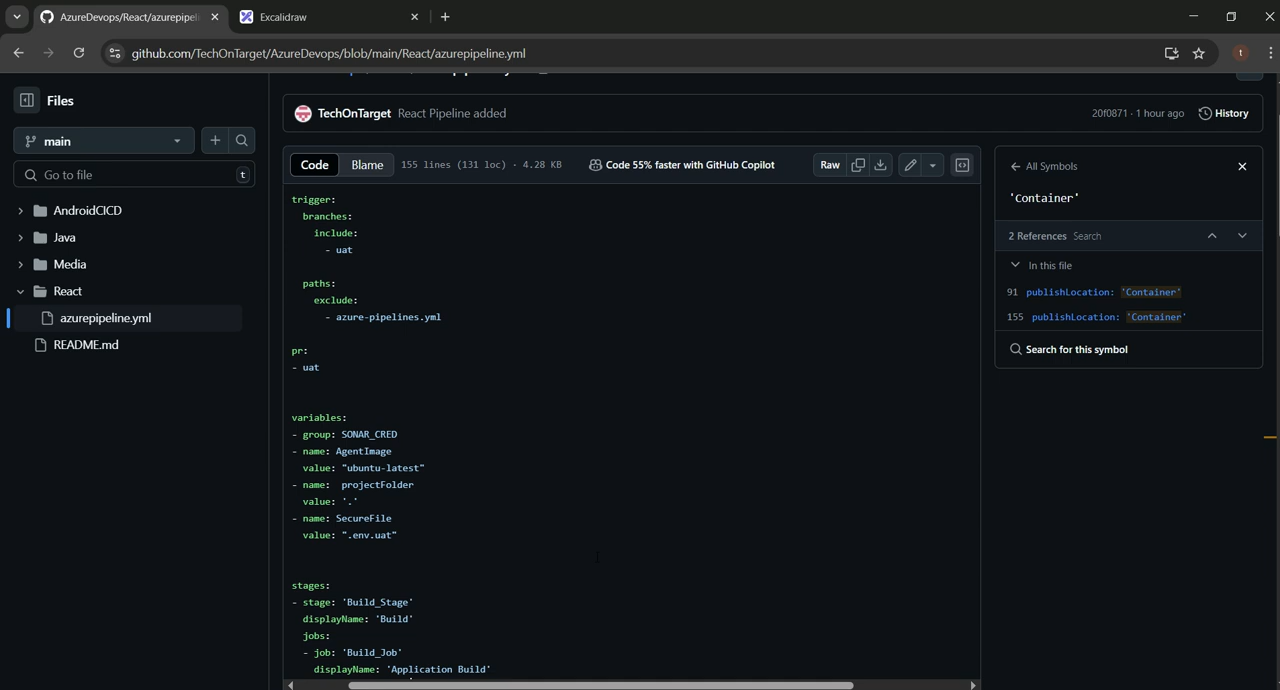 AzureDevops/React/azurepipeli
Excalidraw
github.com/TechOnTarget/AzureDevops/blob/main/React/azurepipeline.yml
t
Files
main
Go to file
t
AndroidCICD
Java
Media
React
azurepipeline.yml
README.md
TechOnTarget React Pipeline added
20f0871 · 1 hour ago
History
Code
Blame
155 lines (131 loc) · 4.28 KB
Code 55% faster with GitHub Copilot
Raw
trigger:
branches:
include:
- uat
paths:
exclude:
- azure-pipelines.yml
pr:
- uat
variables:
- group: SONAR_CRED
- name: AgentImage
value: "ubuntu-latest"
- name: projectFolder
value: '.'
- name: SecureFile
value: ".env.uat"
stages:
- stage: 'Build_Stage'
displayName: 'Build'
jobs:
- job: 'Build_Job'
displayName: 'Application Build'
All Symbols
'Container'
2 References Search
In this file
91 publishLocation: 'Container'
155 publishLocation: 'Container'
Search for this symbol